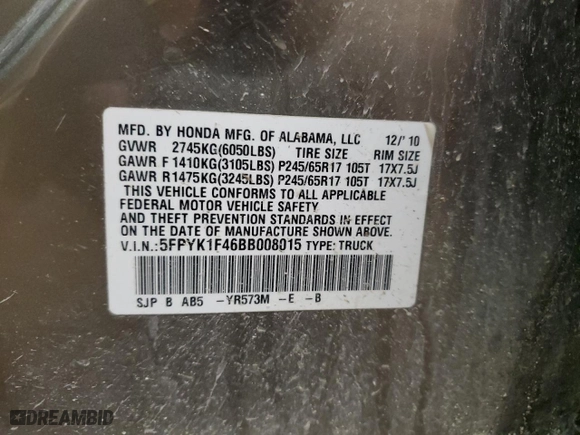 MFD. BY HONDA MFG. OF ALABAMA, LLC 12/'10
GVWR 2745KG(6050LBS) TIRE SIZE RIM SIZE
GAWR F 1410KG(3105LBS) P245/65R17 105T 17X7.5J
GAWR R 1475KG(3245LBS) P245/65R17 105T 17X7.5J
THIS VEHICLE CONFORMS TO ALL APPLICABLE
FEDERAL MOTOR VEHICLE SAFETY
AND THEFT PREVENTION STANDARDS IN EFFECT
ON THE DATE OF MANUFACTURE SHOWN ABOVE.
V.I.N.: 5FPYK1F46BB008015 TYPE: TRUCK
SJP B AB5 -YR573M -E -B
DREAMBID